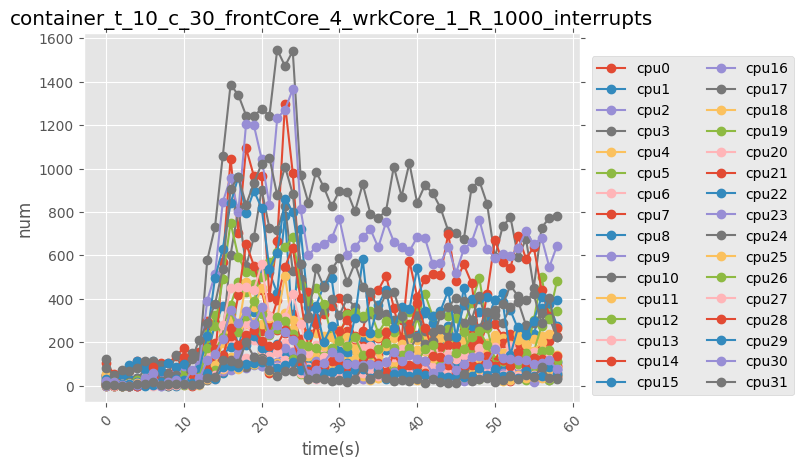 container_t_10_c_30_frontCore_4_wrkCore_1_R_1000_interrupts
1600
1400
1200
1000
800
600
400
200
0
num
0
10
20
30
40
50
60
time(s)
cpu0
cpu1
cpu2
cpu3
cpu4
cpu5
cpu6
cpu7
cpu8
cpu9
cpu10
cpu11
cpu12
cpu13
cpu14
cpu15
cpu16
cpu17
cpu18
cpu19
cpu20
cpu21
cpu22
cpu23
cpu24
cpu25
cpu26
cpu27
cpu28
cpu29
cpu30
cpu31